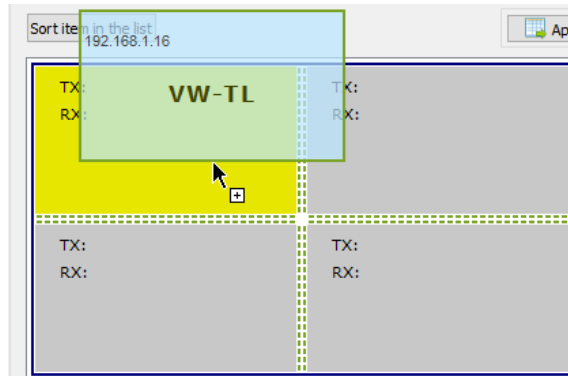 Sort item in the list
Ap
192.168.1.16
VW-TL
TX:
RX:
TX:
RX:
TX:
RX:
TX:
RX: